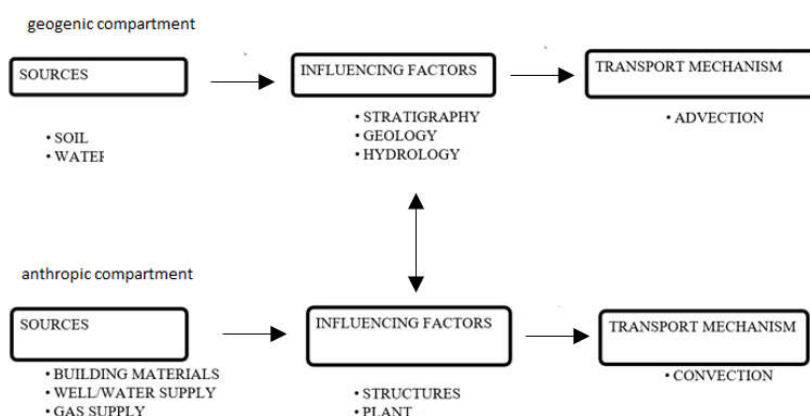 geogenic compartment
SOURCES
INFLUENCING FACTORS
TRANSPORT MECHANISM
• SOIL
• WATER
• STRATIGRAPHY
• GEOLOGY
• HYDROLOGY
• ADVECTION
anthropic compartment
SOURCES
INFLUENCING FACTORS
TRANSPORT MECHANISM
• BUILDING MATERIALS
• WELL/WATER SUPPLY
• GAS SUPPLY
• STRUCTURES
• PLANT
• CONVECTION